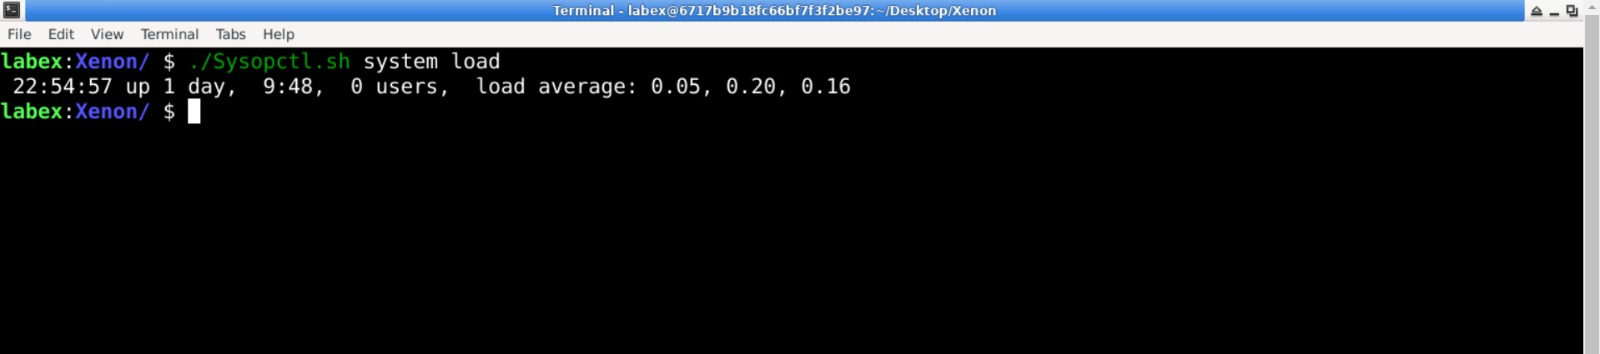 Terminal - labex@6717b9b18fc66bf7f3f2be97:~/Desktop/Xenon
File Edit View Terminal Tabs Help
labex:Xenon/ $ ./Sysopctl.sh system load
 22:54:57 up 1 day,  9:48,  0 users,  load average: 0.05, 0.20, 0.16
labex:Xenon/ $